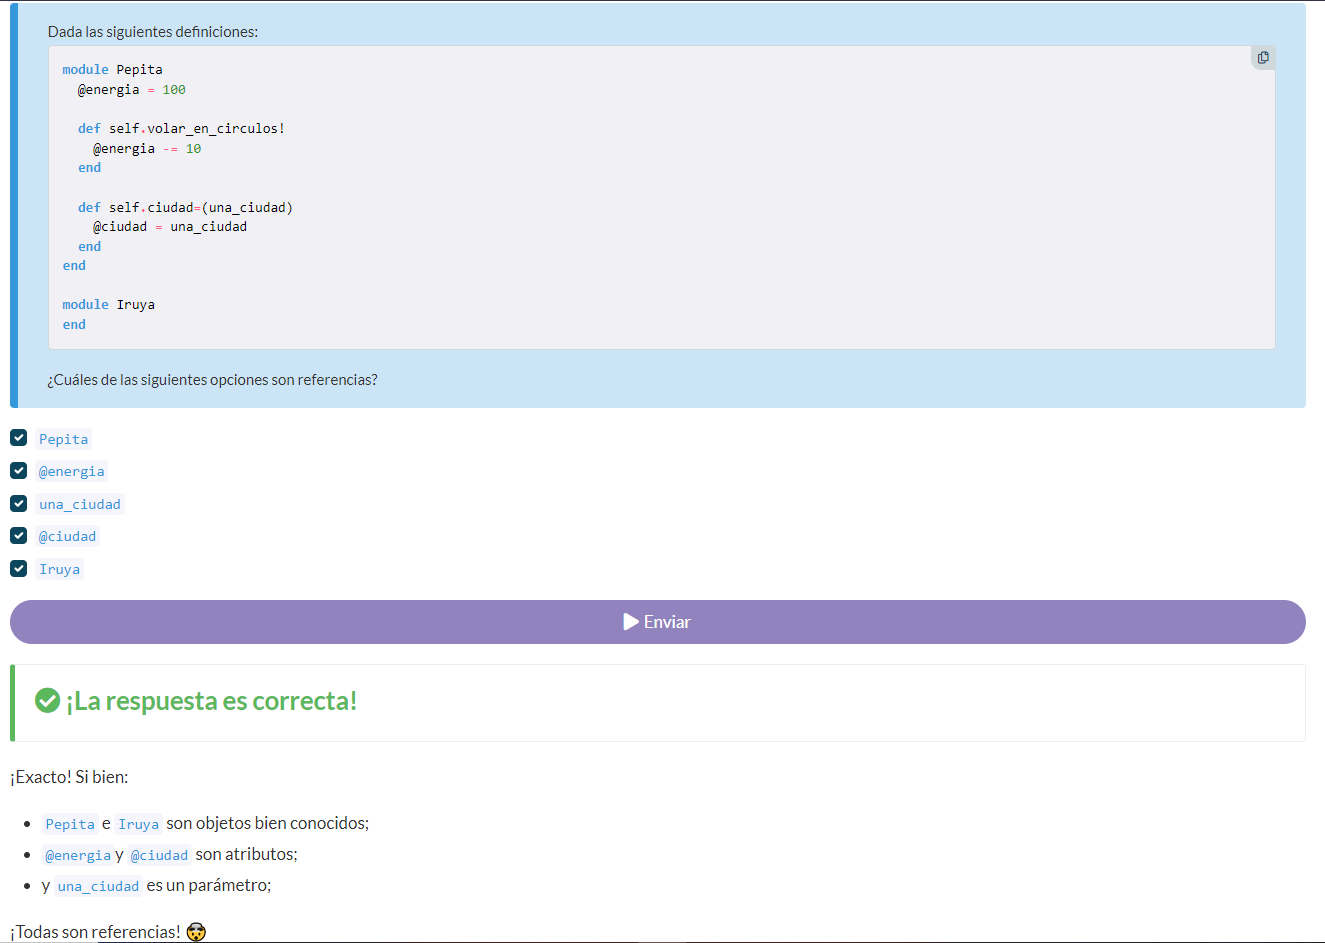 Dada las siguientes definiciones:
module Pepita
  @energia = 100

  def self.volar_en_circulos!
    @energia -= 10
  end

  def self.ciudad=(una_ciudad)
    @ciudad = una_ciudad
  end
end

module Iruya
end

¿Cuáles de las siguientes opciones son referencias?
Pepita
@energia
una_ciudad
@ciudad
Iruya
Enviar
¡La respuesta es correcta!
¡Exacto! Si bien:
• Pepita e Iruya son objetos bien conocidos;
• @energia y @ciudad son atributos;
• y una_ciudad es un parámetro;
¡Todas son referencias! 🤯